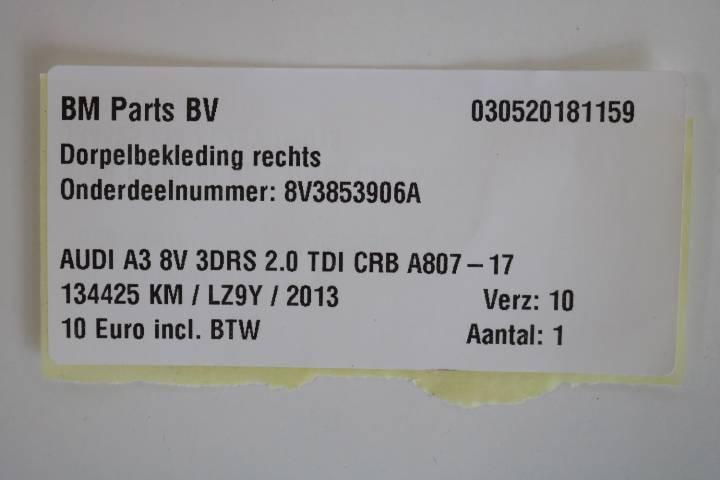 BM Parts BV 030520181159
Dorpelbekleding rechts
Onderdeelnummer: 8V3853906A
AUDI A3 8V 3DRS 2.0 TDI CRB A807-17
134425 KM / LZ9Y / 2013 Verz: 10
10 Euro incl. BTW Aantal: 1